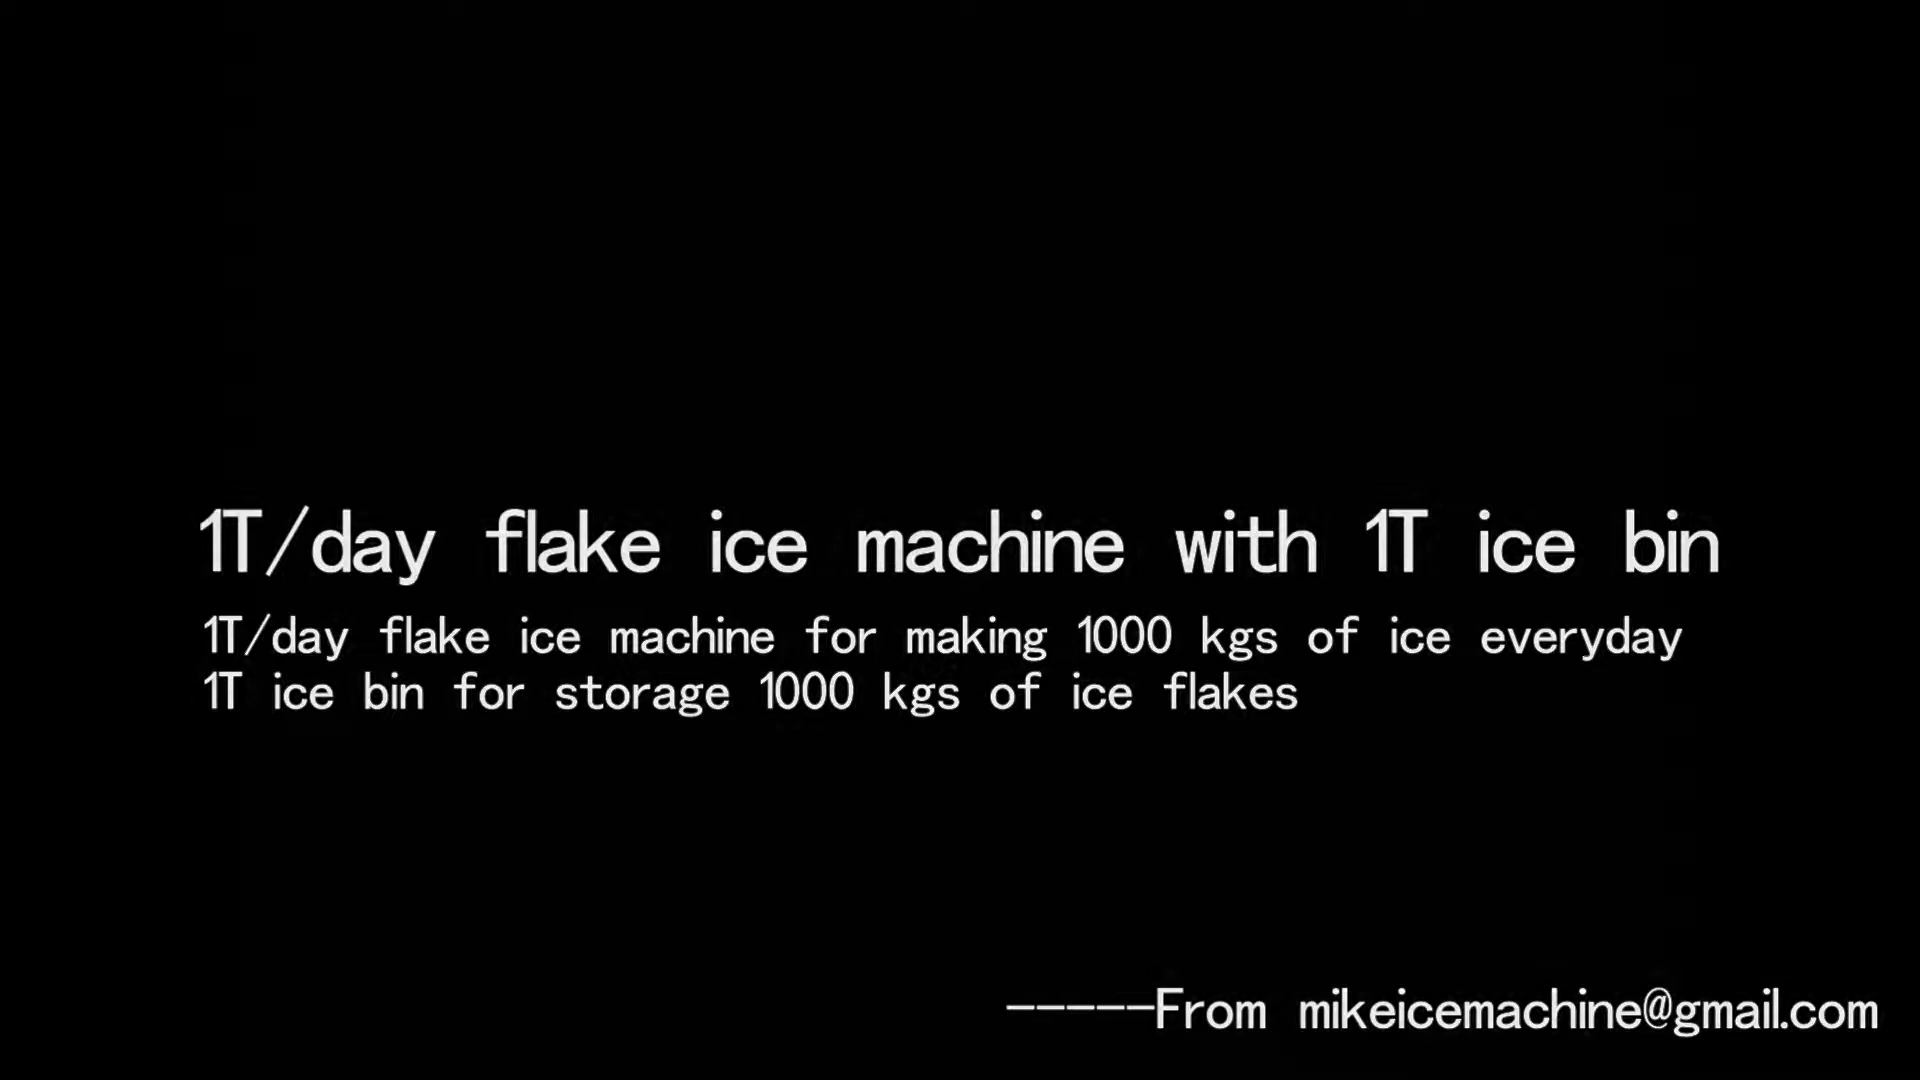 1T/day flake ice machine with 1T ice bin
1T/day flake ice machine for making 1000 kgs of ice everyday
1T ice bin for storage 1000 kgs of ice flakes
-----From mikeicemachine@gmail.com